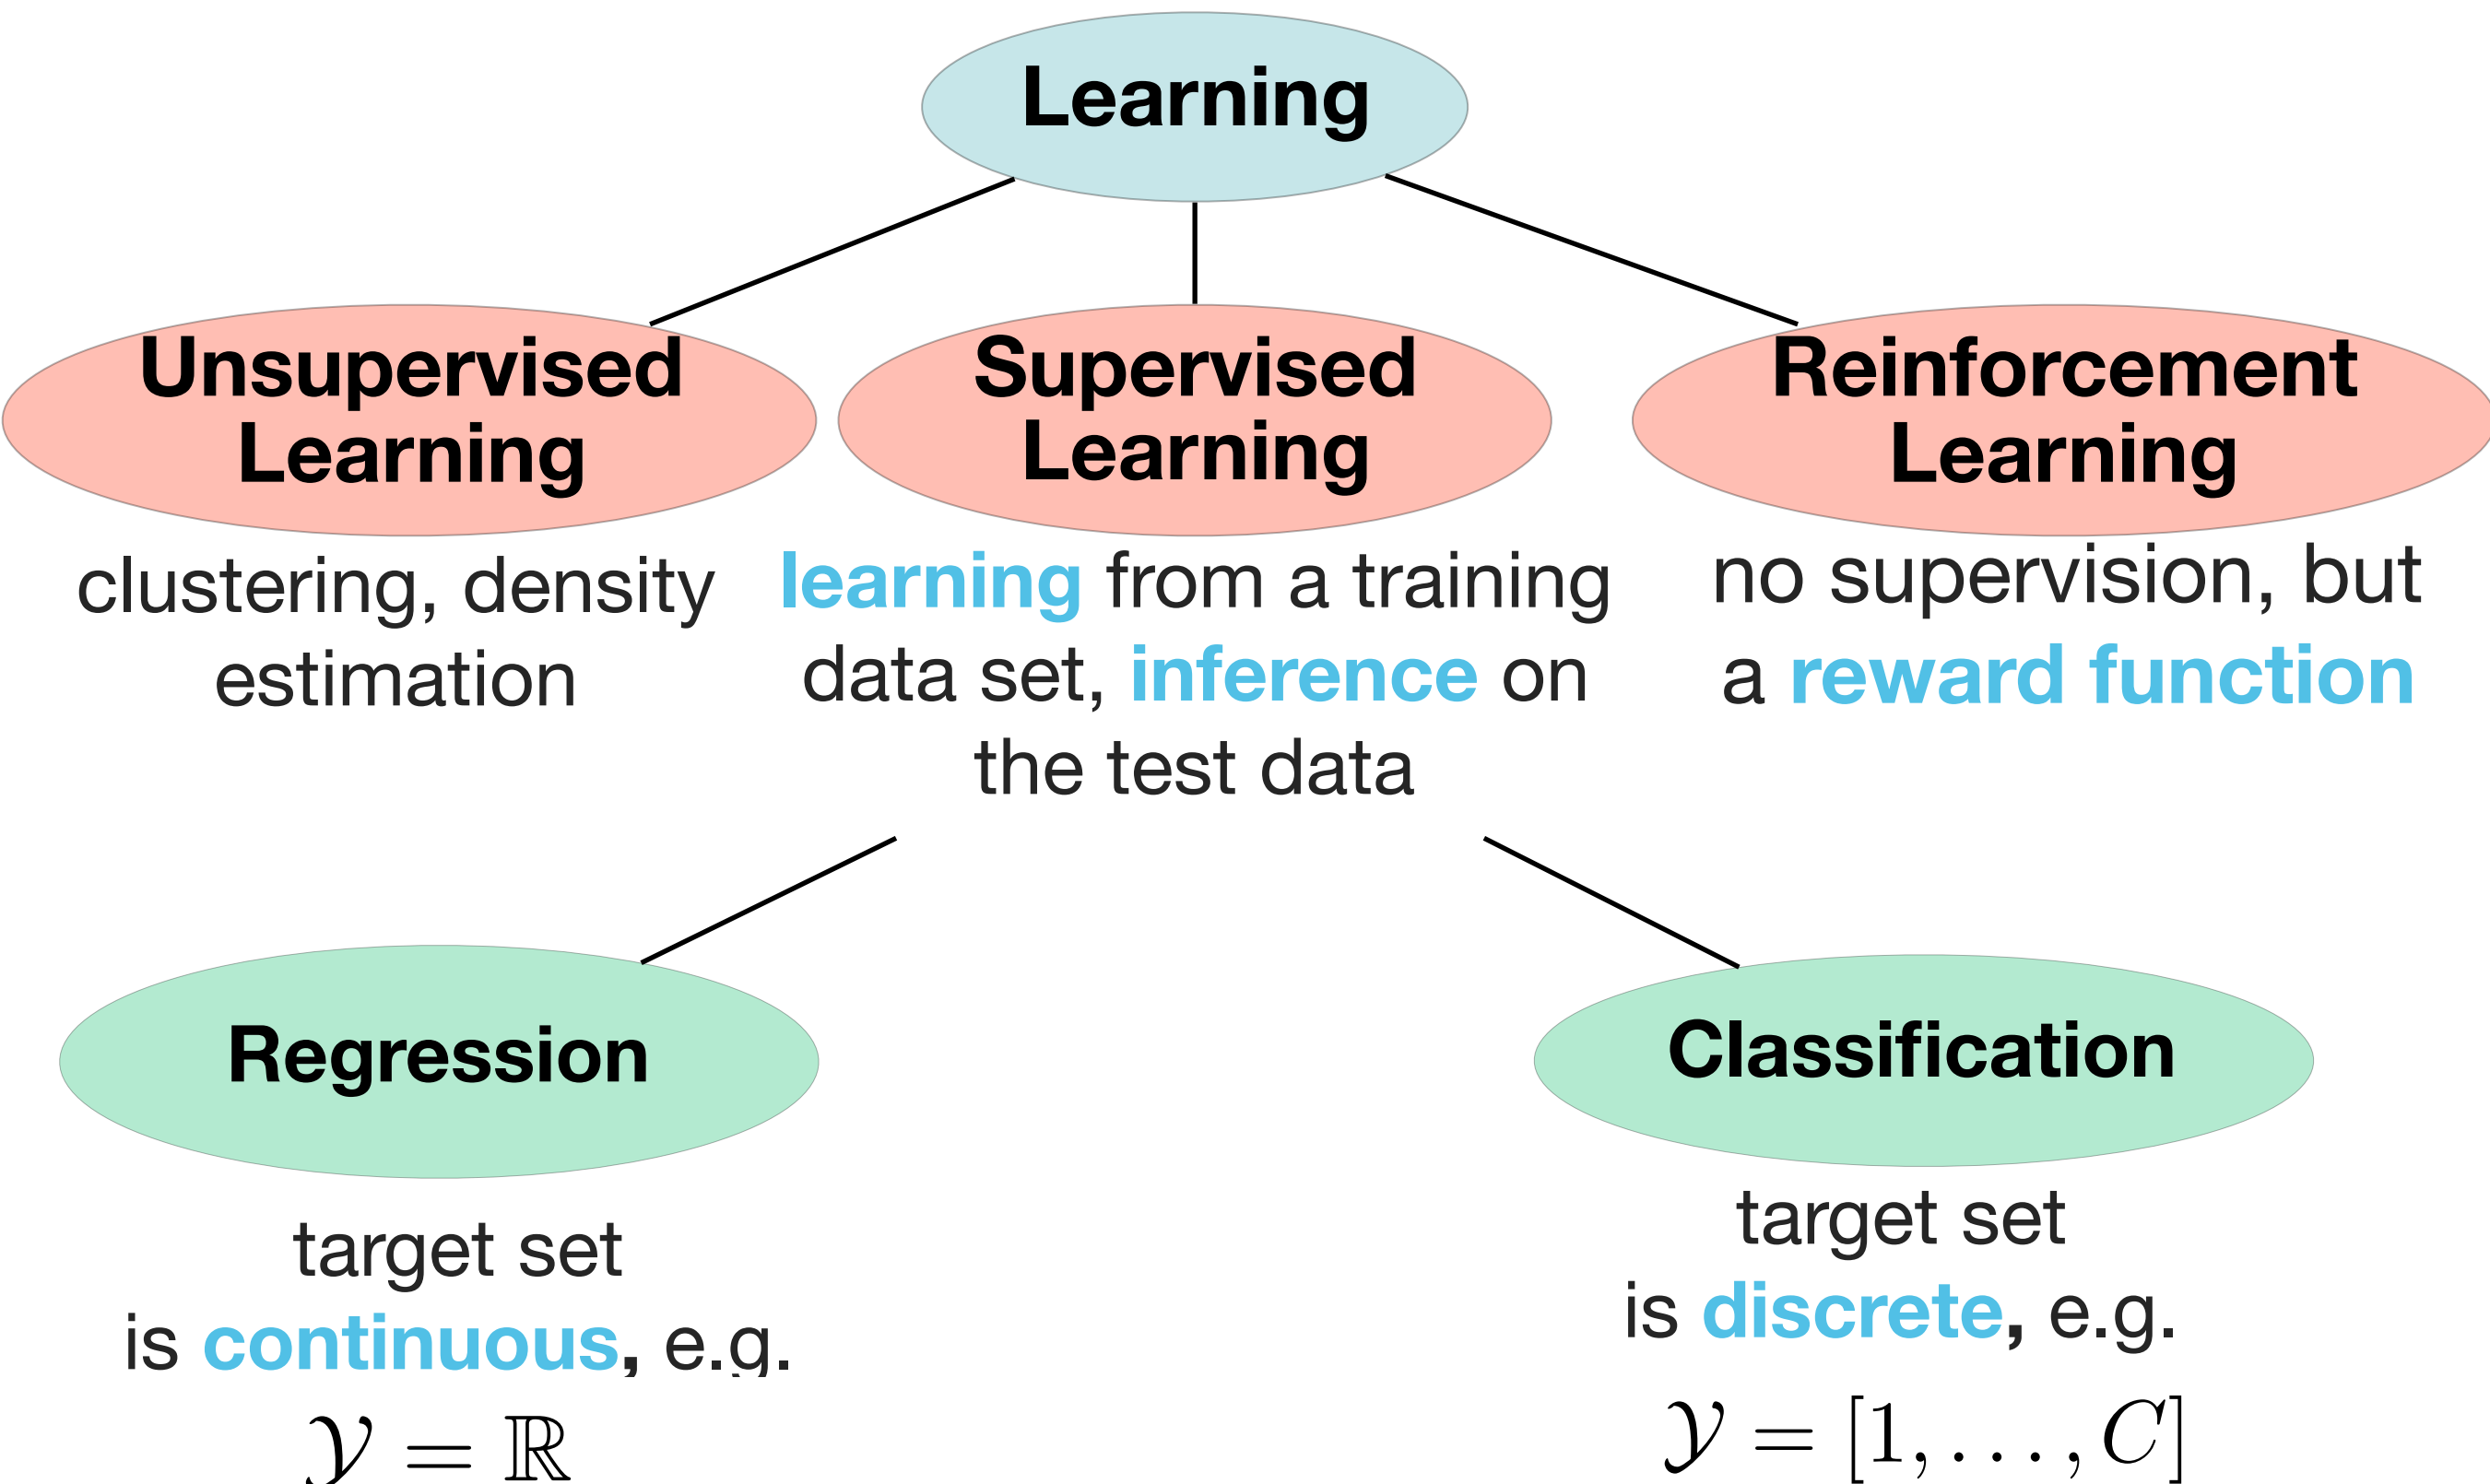 Learning
Unsupervised
Learning
clustering, density
estimation
Supervised
Learning
learning from a training
data set, inference on
the test data
Reinforcement
Learning
no supervision, but
a reward function
Regression
target set
is continuous, e.g.
𝒴 = ℝ
Classification
target set
is discrete, e.g.
𝒴 = [1, . . . , C]